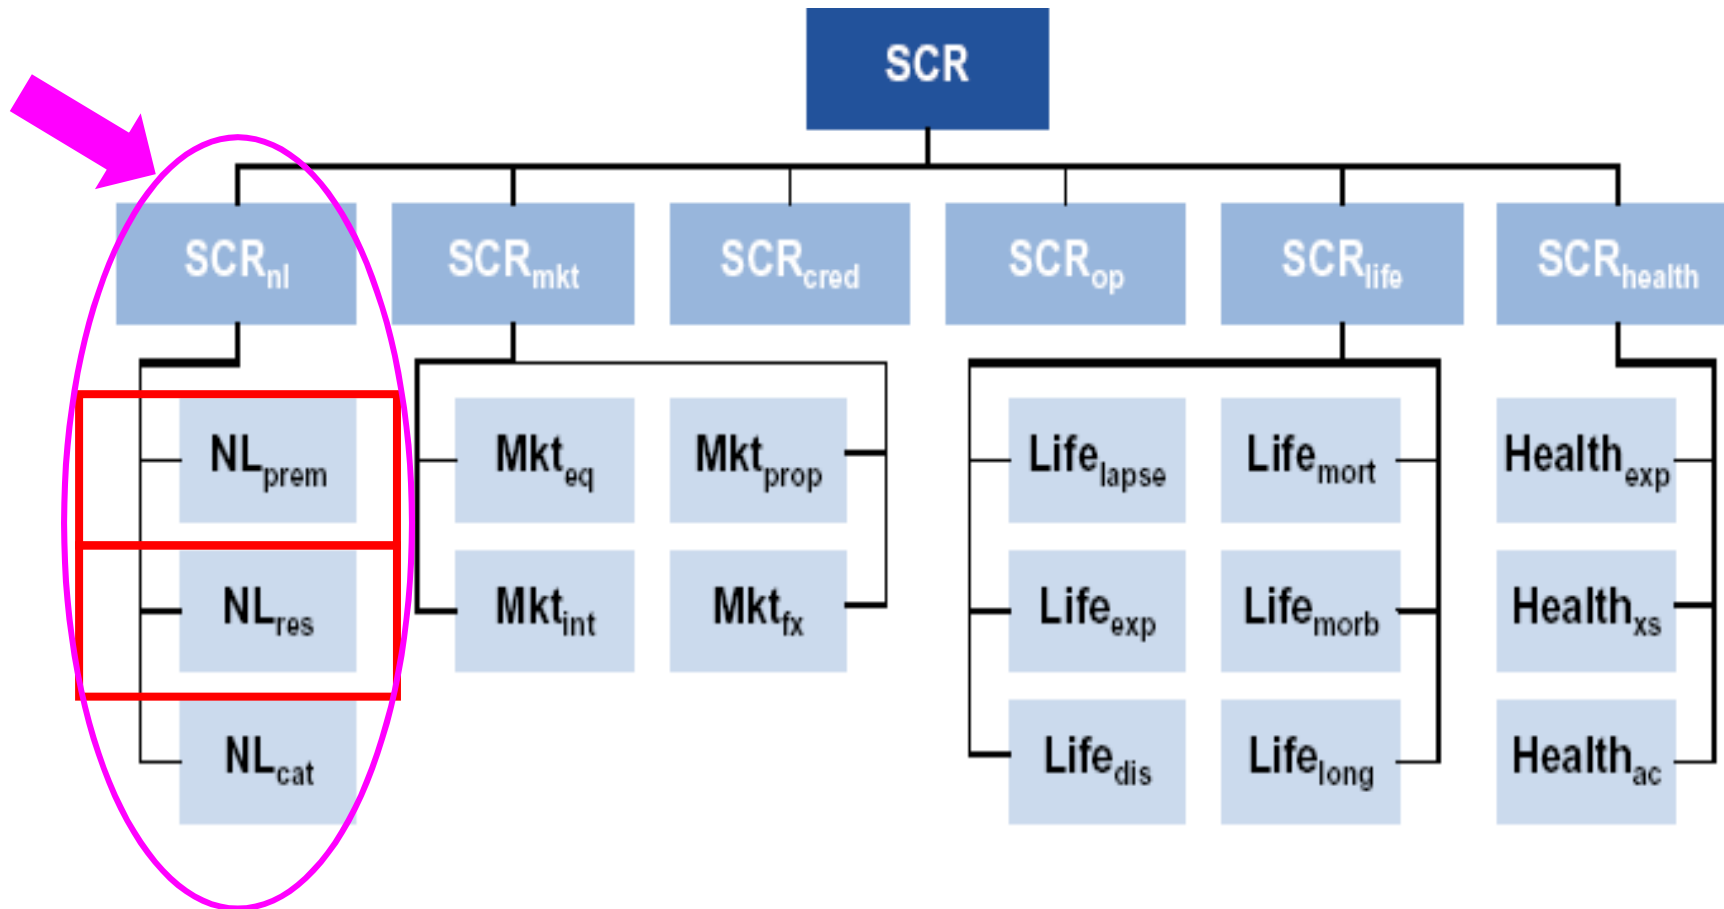 SCR
SCRnl SCRmkt SCRcred SCRop SCRlife SCRhealth
NLprem Mkteq Mktprop Lifelapse Lifemort Healthexp
NLres Mktint Mktfx Lifeexp Lifemorb Healthxs
NLcat Lifedis Lifelong Healthac